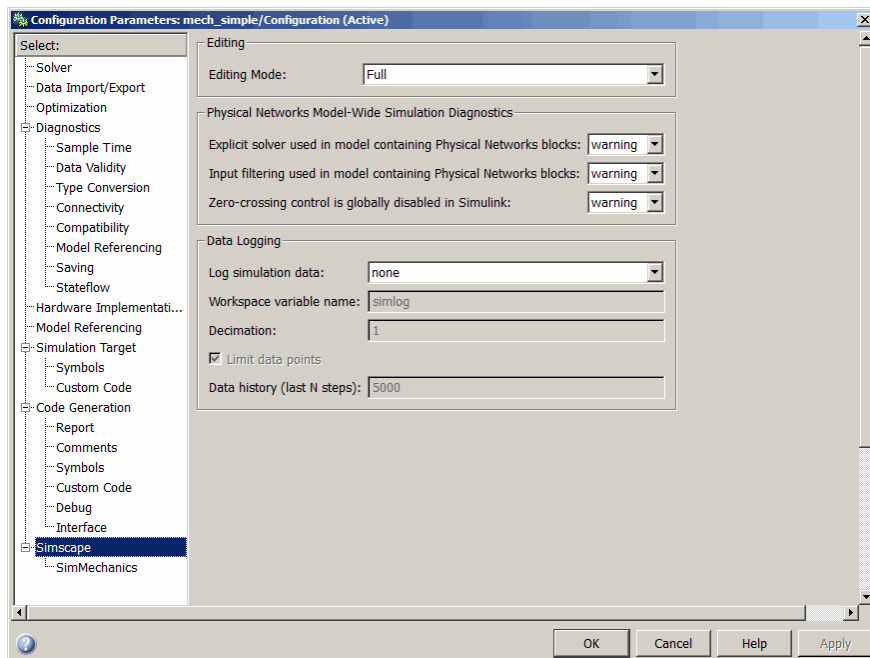 Configuration Parameters: mech_simple/Configuration (Active)
Select:
Solver
Data Import/Export
Optimization
Diagnostics
Sample Time
Data Validity
Type Conversion
Connectivity
Compatibility
Model Referencing
Saving
Stateflow
Hardware Implementati...
Model Referencing
Simulation Target
Symbols
Custom Code
Code Generation
Report
Comments
Symbols
Custom Code
Debug
Interface
Simscape
SimMechanics
Editing
Editing Mode: Full
Physical Networks Model-Wide Simulation Diagnostics
Explicit solver used in model containing Physical Networks blocks: warning
Input filtering used in model containing Physical Networks blocks: warning
Zero-crossing control is globally disabled in Simulink: warning
Data Logging
Log simulation data: none
Workspace variable name: simlog
Decimation: 1
Limit data points
Data history (last N steps): 5000
OK Cancel Help Apply